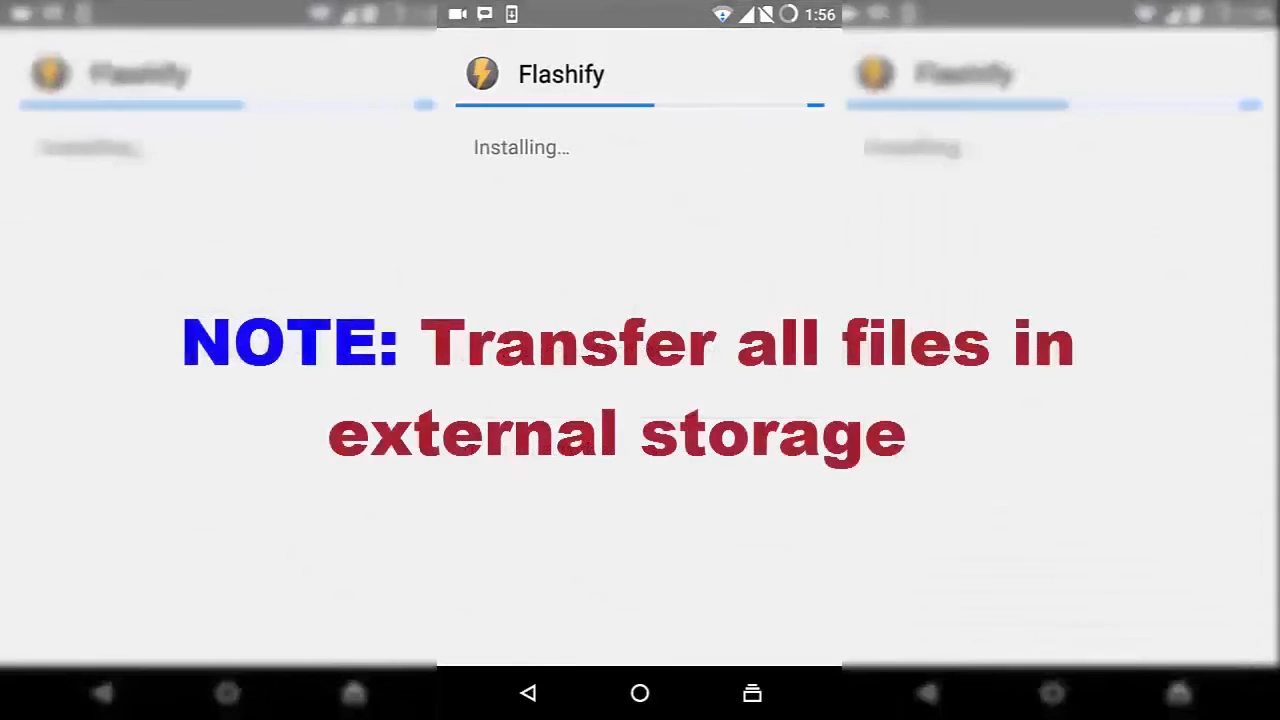 1:56
Flashify
Installing...
NOTE: Transfer all files in
external storage